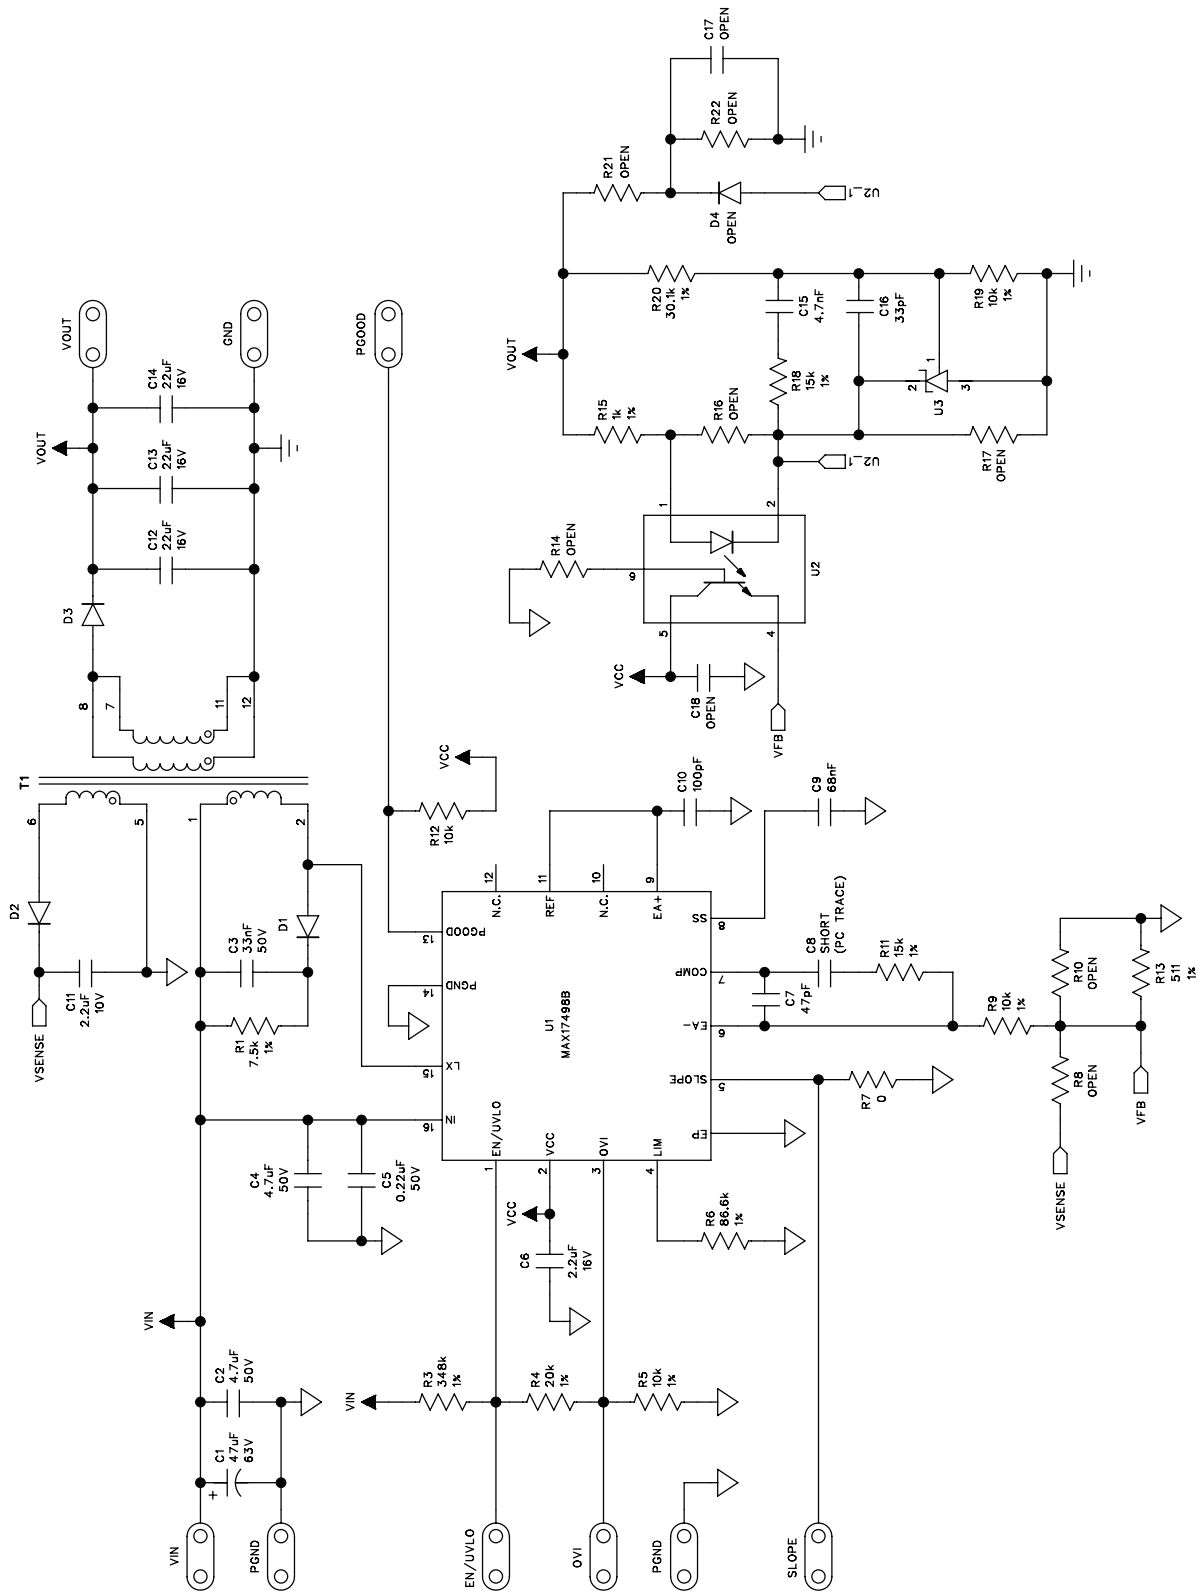 VIN
PGND
+
C1
47uF
63V
C2
4.7uF
50V
VIN
C4
4.7uF
50V
C5
0.22uF
50V
VSENSE
C11
2.2uF
10V
D2
R1
7.5k
1%
C3
33nF
50V
D1
T1
6
5
1
2
8
7
11
12
D3
C12
22uF
16V
C13
22uF
16V
C14
22uF
16V
VOUT
VOUT
GND
PGOOD
R12
10k
VCC
EN/UVLO
OVI
PGND
SLOPE
VIN
R3
348k
1%
R4
20k
1%
R5
10k
1%
VCC
C6
2.2uF
16V
R6
86.6k
1%
U1
MAX17498B
1
EN/UVLO
2
VCC
3
OVI
4
LIM
EP
5
SLOPE
6
EA-
7
COMP
8
SS
9
EA+
10
N.C.
11
REF
12
N.C.
13
PGOOD
14
PGND
15
LX
16
IN
R7
0
C7
47pF
C8
SHORT
(PC TRACE)
R11
15k
1%
R9
10k
1%
C10
100pF
C9
68nF
VSENSE
R8
OPEN
R10
OPEN
VFB
R13
511
1%
VCC
C18
OPEN
VFB
R14
OPEN
U2
5
4
6
1
2
VOUT
R15
1k
1%
R16
OPEN
U2_1
R18
15k
1%
C15
4.7nF
R20
30.1k
1%
C16
33pF
U3
2
1
3
R17
OPEN
R19
10k
1%
R21
OPEN
D4
OPEN
U2_1
R22
OPEN
C17
OPEN